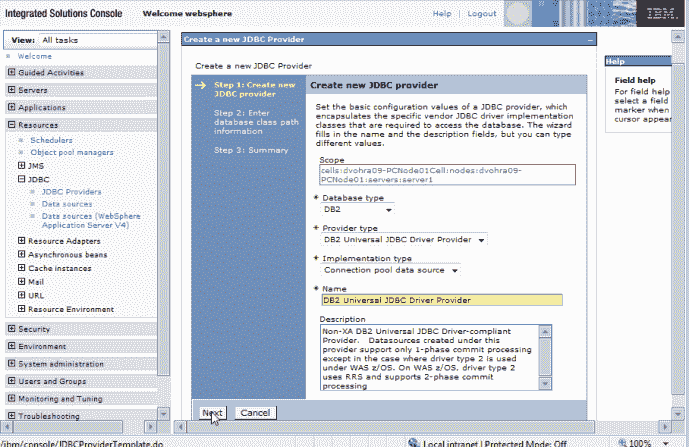 Integrated Solutions Console Welcome websphere Help | Logout IBM.
View: All tasks
Welcome
Guided Activities
Servers
Applications
Resources
Schedulers
Object pool managers
JMS
JDBC
JDBC Providers
Data sources
Data sources (WebSphere
Application Server V4)
Resource Adapters
Asynchronous beans
Cache instances
Mail
URL
Resource Environment
Security
Environment
System administration
Users and Groups
Monitoring and Tuning
Troubleshooting
Create a new JDBC Provider
Create a new JDBC Provider
Step 1: Create new
JDBC provider
Step 2: Enter
database class path
information
Step 3: Summary
Create new JDBC provider
Set the basic configuration values of a JDBC provider, which
encapsulates the specific vendor JDBC driver implementation
classes that are required to access the database. The wizard
fills in the name and the description fields, but you can type
different values.
Scope
cells:dvohra09-PCNode01Cell:nodes:dvohra09-
PCNode01:servers:server1
* Database type
DB2
* Provider type
DB2 Universal JDBC Driver Provider
* Implementation type
Connection pool data source
* Name
DB2 Universal JDBC Driver Provider
Description
Non-XA DB2 Universal JDBC Driver-compliant
Provider. Datasources created under this
provider support only 1-phase commit processing
except in the case where driver type 2 is used
under WAS z/OS. On WAS z/OS, driver type 2
uses RRS and supports 2-phase commit
processing
Next Cancel
Help
Field help
For field help
select a field
marker when
cursor appear
/ibm/console/JDBCProviderTemplate.do Local intranet | Protected Mode: Off 100%